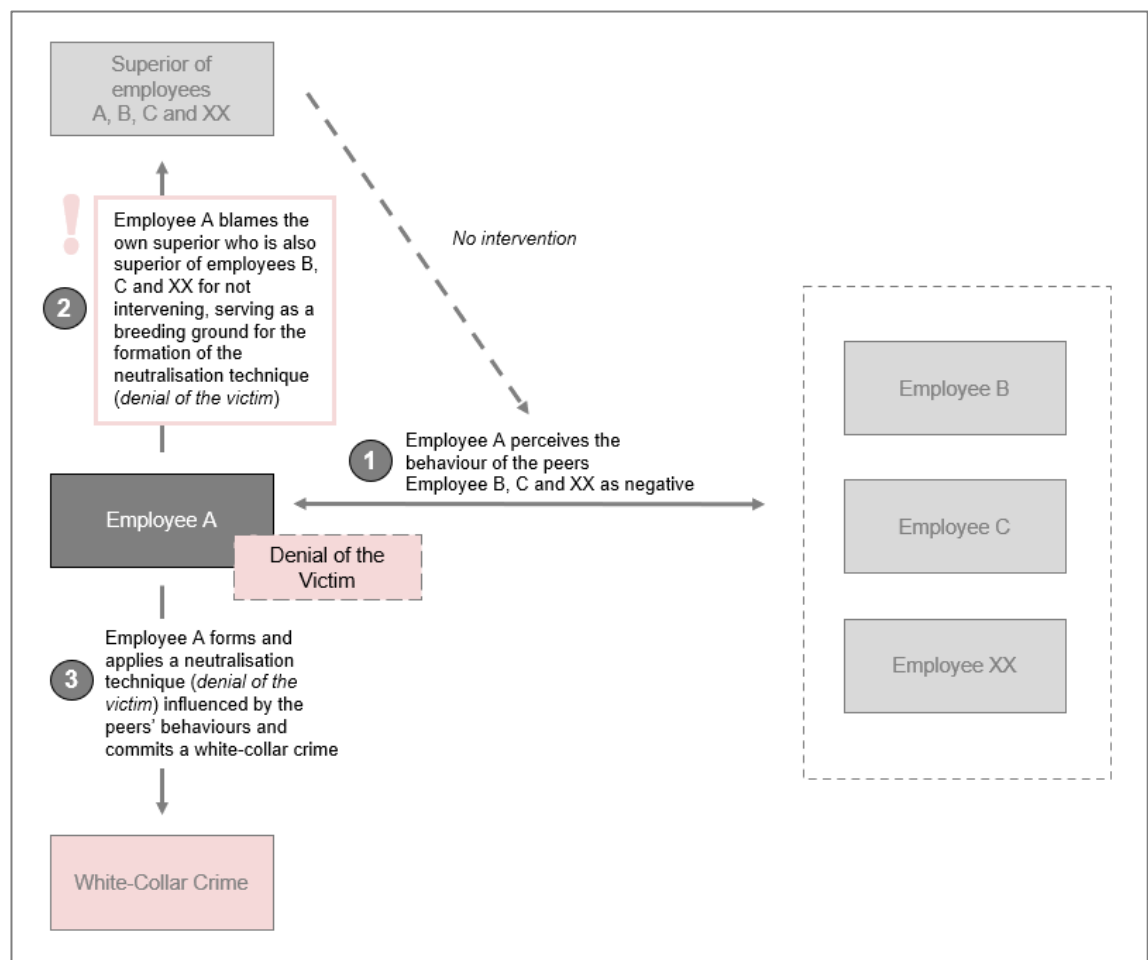 Superior of
employees
A, B, C and XX
No intervention
!
2
Employee A blames the
own superior who is also
superior of employees B,
C and XX for not
intervening, serving as a
breeding ground for the
formation of the
neutralisation technique
(denial of the victim)
Employee B
1
Employee A perceives the
behaviour of the peers
Employee B, C and XX as negative
Employee A
Denial of the
Victim
Employee C
3
Employee A forms and
applies a neutralisation
technique (denial of the
victim) influenced by the
peers’ behaviours and
commits a white-collar crime
Employee XX
White-Collar Crime